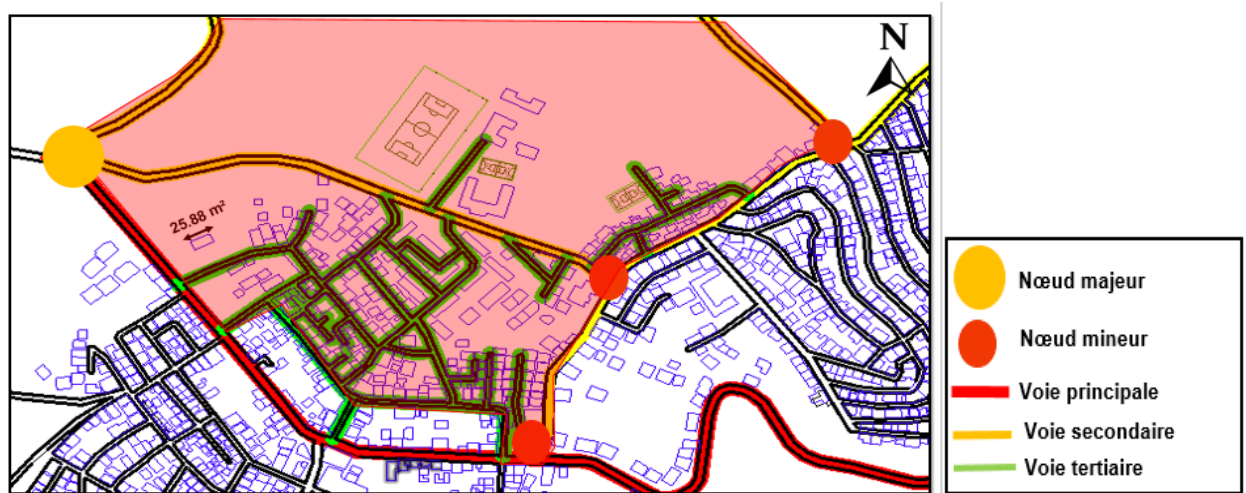 N
25.88 m²
Nœud majeur
Nœud mineur
Voie principale
Voie secondaire
Voie tertiaire